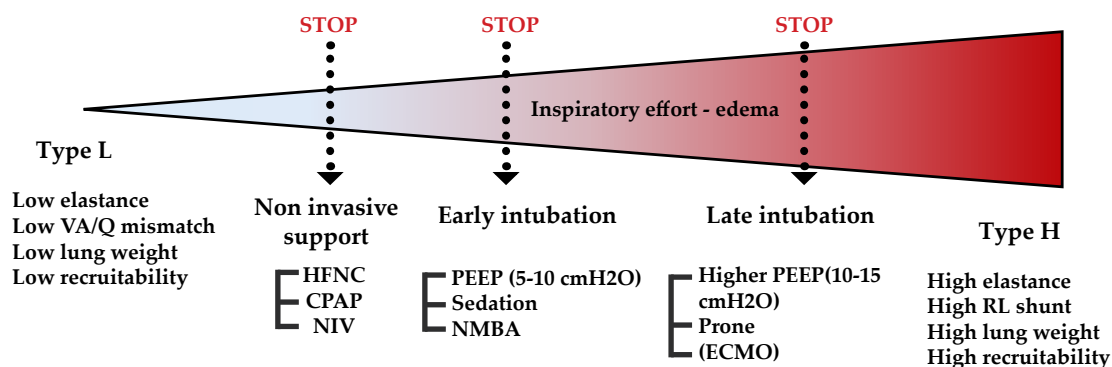 STOP
STOP
STOP
Inspiratory effort - edema
Type L
Low elastance
Low VA/Q mismatch
Low lung weight
Low recruitability
Non invasive
support
HFNC
CPAP
NIV
Early intubation
PEEP (5-10 cmH2O)
Sedation
NMBA
Late intubation
Higher PEEP(10-15
cmH2O)
Prone
(ECMO)
Type H
High elastance
High RL shunt
High lung weight
High recruitability